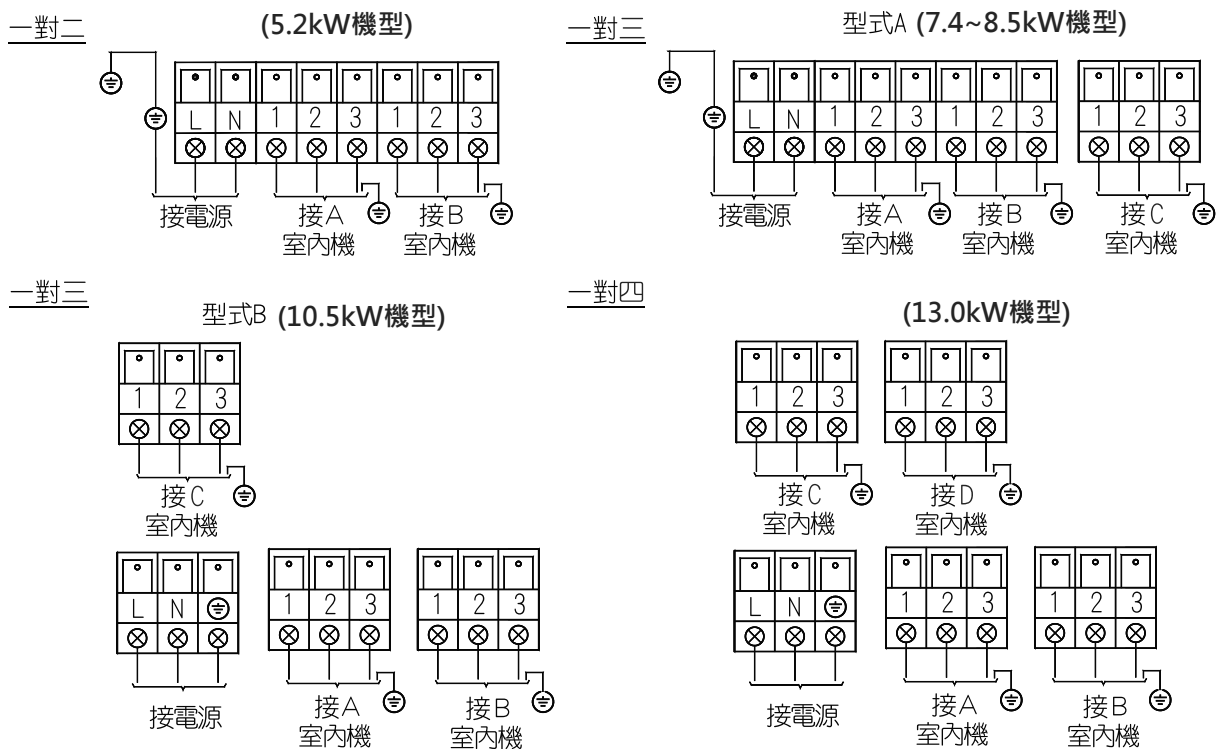 一對二
(5.2kW機型)
L N 1 2 3 1 2 3
接電源
接A
室內機
接B
室內機
一對三
型式A (7.4~8.5kW機型)
L N 1 2 3 1 2 3
1 2 3
接電源
接A
室內機
接B
室內機
接C
室內機
一對三
型式B (10.5kW機型)
1 2 3
接C
室內機
L N
1 2 3
1 2 3
接電源
接A
室內機
接B
室內機
一對四
(13.0kW機型)
1 2 3
1 2 3
接C
室內機
接D
室內機
L N
1 2 3
1 2 3
接電源
接A
室內機
接B
室內機